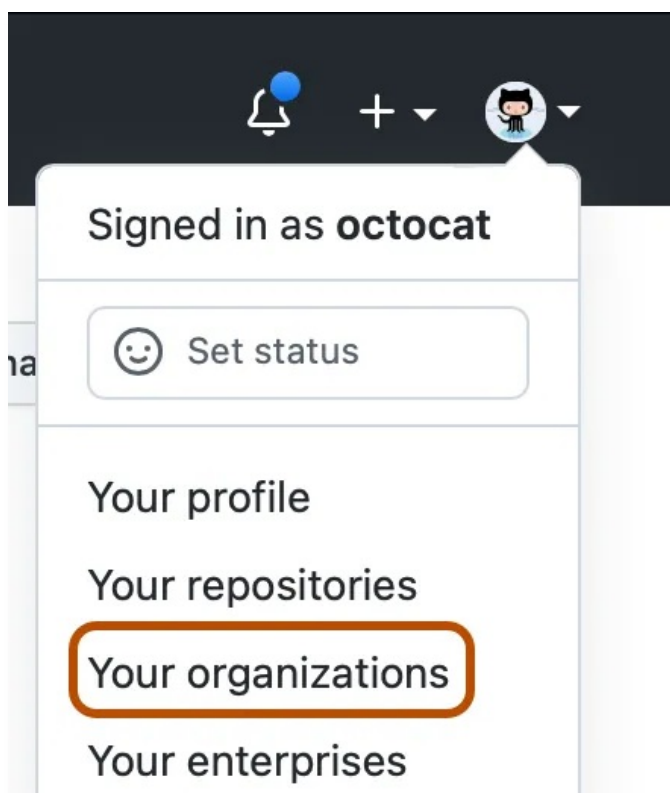 Signed in as octocat
Set status
Your profile
Your repositories
Your organizations
Your enterprises